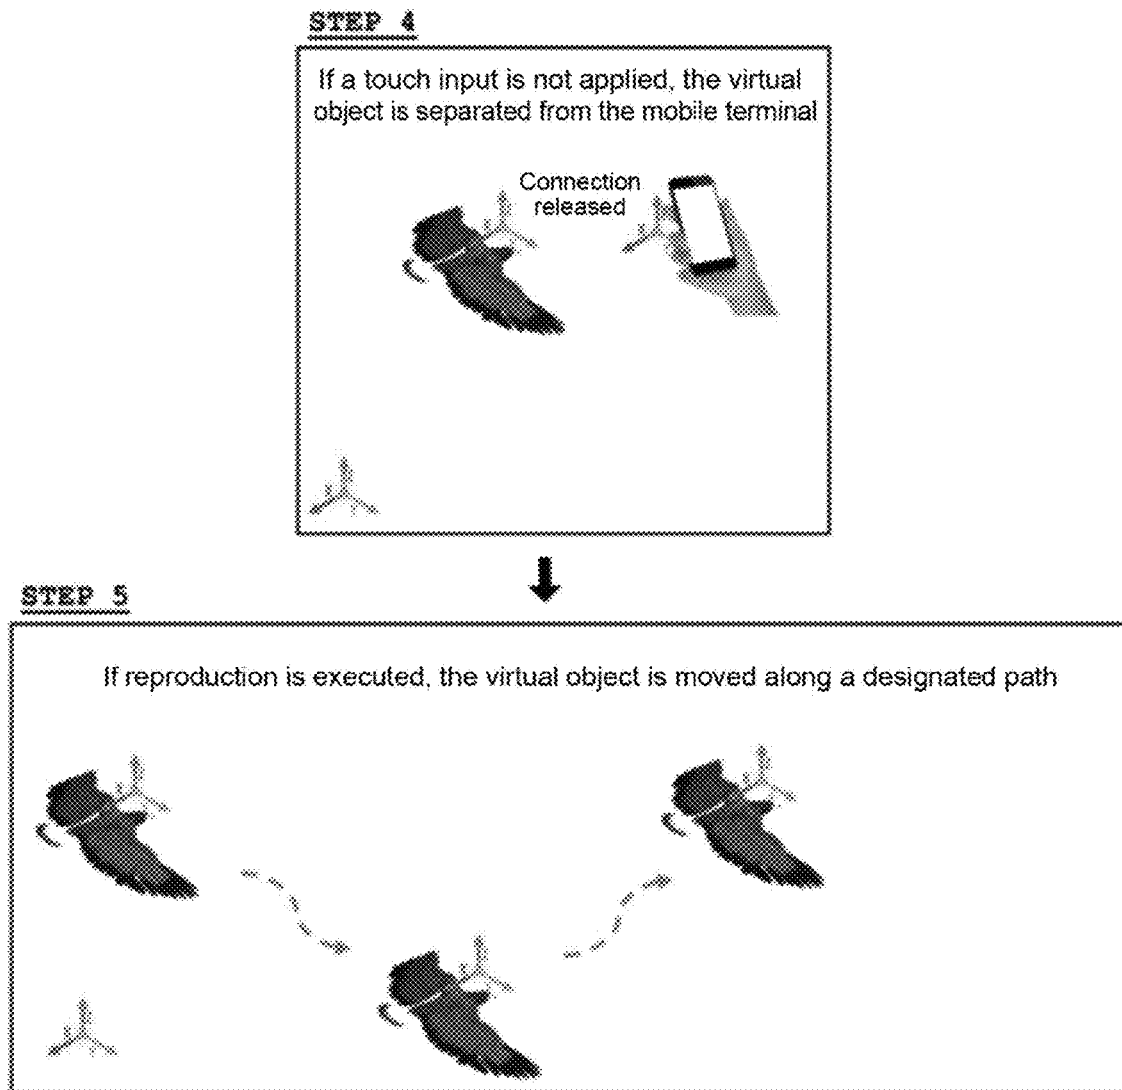 STEP 4
If a touch input is not applied, the virtual
object is separated from the mobile terminal
Connection
released
STEP 5
If reproduction is executed, the virtual object is moved along a designated path